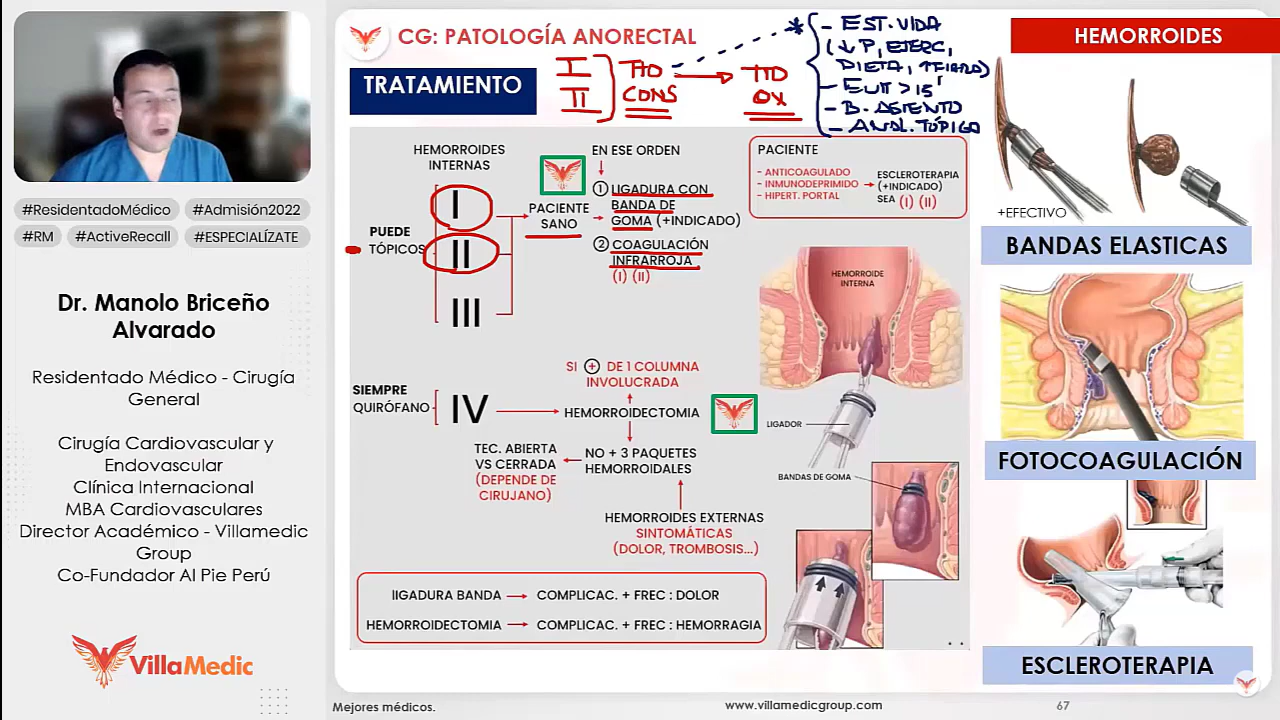 #ResidentadoMédico
#Admisión2022
#RM
#ActiveRecall
#ESPECIALÍZATE
Dr. Manolo Briceño
Alvarado
Residentado Médico - Cirugía
General
Cirugía Cardiovascular y
Endovascular
Clínica Internacional
MBA Cardiovasculares
Director Académico - Villamedic
Group
Co-Fundador Al Pie Perú
VillaMedic
CG: PATOLOGÍA ANORECTAL
TRATAMIENTO
I
II
TTO
CONS
TTO
QX
- EST. VIDA
(↓P, EJERC,
DIETA, ↑FIBRA)
- EVIT > 15'
- B. ASIENTO
- ANAL. TÓPICO
HEMORROIDES
HEMORROIDES
INTERNAS
I
II
III
PUEDE
TÓPICOS
PACIENTE
SANO
EN ESE ORDEN
1 LIGADURA CON
BANDA DE
GOMA (+INDICADO)
2 COAGULACIÓN
INFRARROJA
(I) (II)
PACIENTE
- ANTICOAGULADO
- INMUNODEPRIMIDO
- HIPERT. PORTAL
ESCLEROTERAPIA
(+INDICADO)
SEA (I) (II)
HEMORROIDE
INTERNA
LIGADOR
BANDAS DE GOMA
SIEMPRE
QUIRÓFANO
IV
SI + DE 1 COLUMNA
INVOLUCRADA
HEMORROIDECTOMIA
NO + 3 PAQUETES
HEMORROIDALES
TEC. ABIERTA
VS CERRADA
(DEPENDE DE
CIRUJANO)
HEMORROIDES EXTERNAS
SINTOMÁTICAS
(DOLOR, TROMBOSIS...)
lIGADURA BANDA → COMPLICAC. + FREC : DOLOR
HEMORROIDECTOMIA → COMPLICAC. + FREC : HEMORRAGIA
+EFECTIVO
BANDAS ELASTICAS
FOTOCOAGULACIÓN
ESCLEROTERAPIA
Mejores médicos.
www.villamedicgroup.com
67